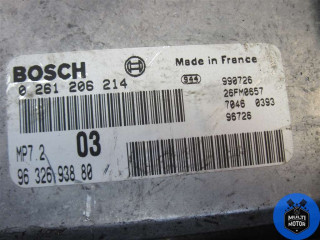 BOSCH
Made in France
0 261 206 214
944
990726
26FM0657
7046 0393
96726
MP7.2
03
96 326 938 80
MULTI
MOTOR